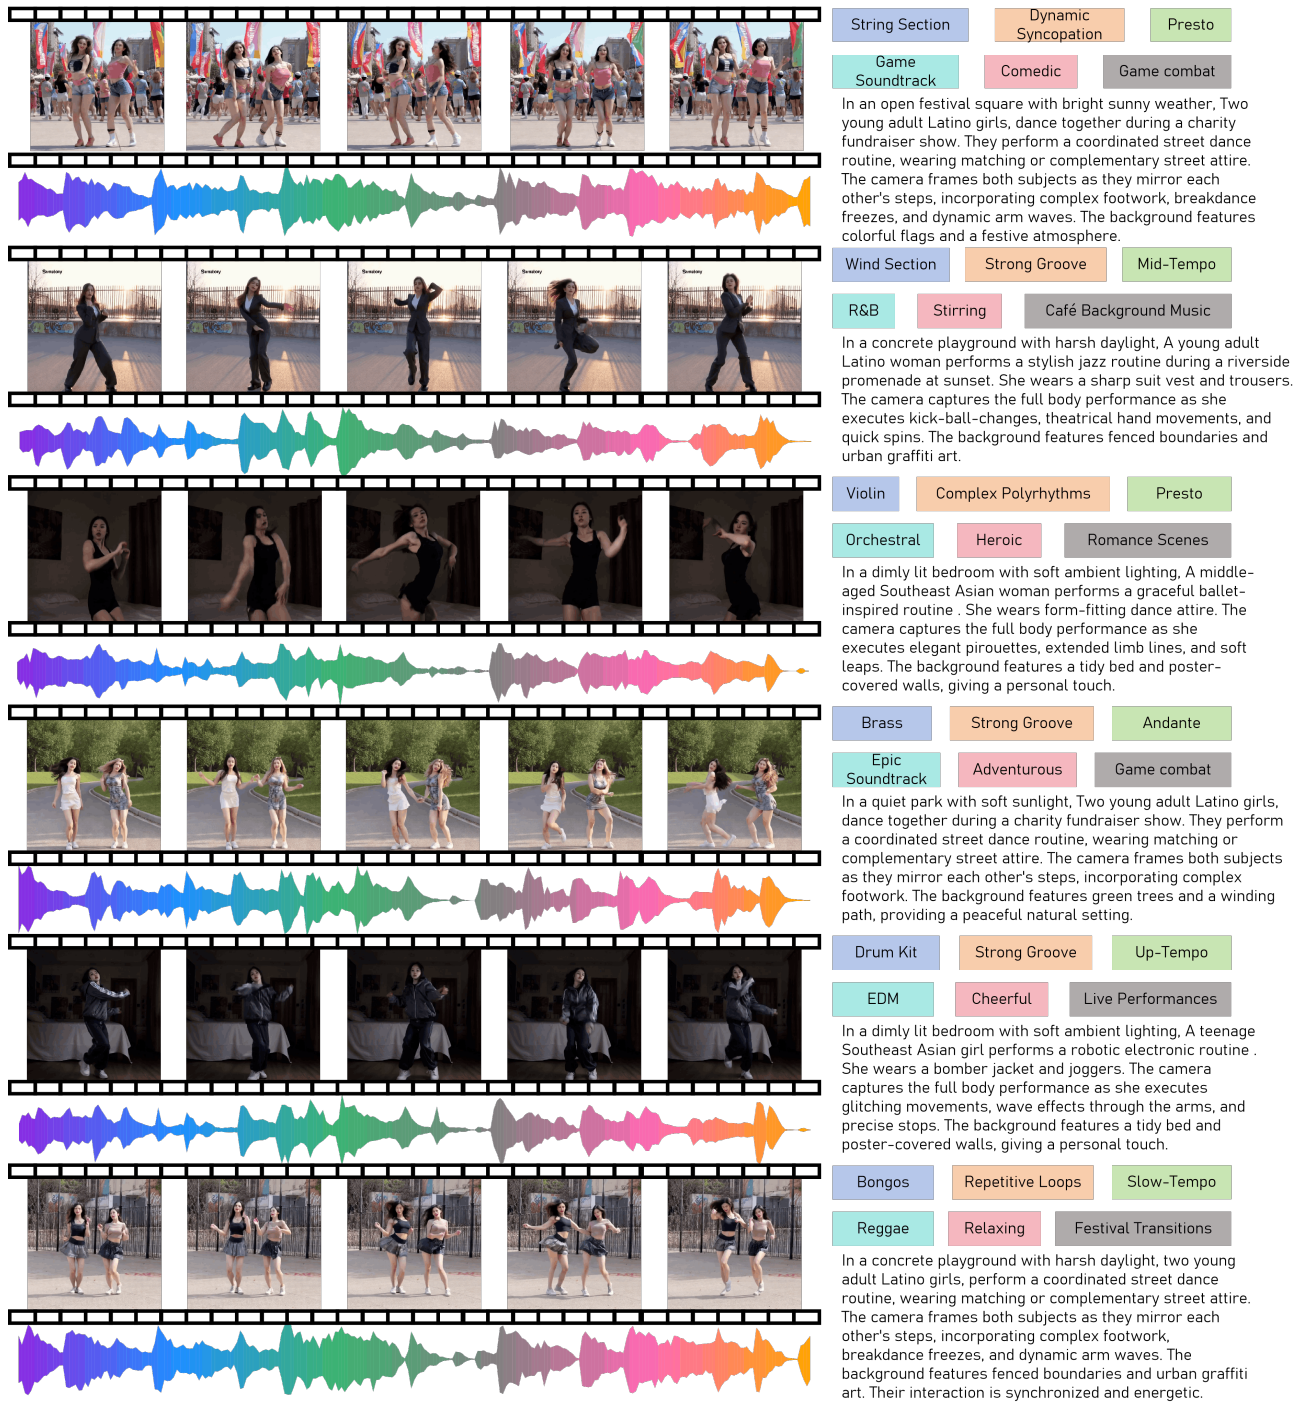 String Section
Dynamic
Syncopation
Presto
Game
Soundtrack
Comedic
Game combat
In an open festival square with bright sunny weather, Two
young adult Latino girls, dance together during a charity
fundraiser show. They perform a coordinated street dance
routine, wearing matching or complementary street attire.
The camera frames both subjects as they mirror each
other's steps, incorporating complex footwork, breakdance
freezes, and dynamic arm waves. The background features
colorful flags and a festive atmosphere.
Wind Section
Strong Groove
Mid-Tempo
R&B
Stirring
Café Background Music
In a concrete playground with harsh daylight, A young adult
Latino woman performs a stylish jazz routine during a riverside
promenade at sunset. She wears a sharp suit vest and trousers.
The camera captures the full body performance as she
executes kick-ball-changes, theatrical hand movements, and
quick spins. The background features fenced boundaries and
urban graffiti art.
Violin
Complex Polyrhythms
Presto
Orchestral
Heroic
Romance Scenes
In a dimly lit bedroom with soft ambient lighting, A middle-
aged Southeast Asian woman performs a graceful ballet-
inspired routine . She wears form-fitting dance attire. The
camera captures the full body performance as she
executes elegant pirouettes, extended limb lines, and soft
leaps. The background features a tidy bed and poster-
covered walls, giving a personal touch.
Brass
Strong Groove
Andante
Epic
Soundtrack
Adventurous
Game combat
In a quiet park with soft sunlight, Two young adult Latino girls,
dance together during a charity fundraiser show. They perform
a coordinated street dance routine, wearing matching or
complementary street attire. The camera frames both subjects
as they mirror each other's steps, incorporating complex
footwork. The background features green trees and a winding
path, providing a peaceful natural setting.
Drum Kit
Strong Groove
Up-Tempo
EDM
Cheerful
Live Performances
In a dimly lit bedroom with soft ambient lighting, A teenage
Southeast Asian girl performs a robotic electronic routine .
She wears a bomber jacket and joggers. The camera
captures the full body performance as she executes
glitching movements, wave effects through the arms, and
precise stops. The background features a tidy bed and
poster-covered walls, giving a personal touch.
Bongos
Repetitive Loops
Slow-Tempo
Reggae
Relaxing
Festival Transitions
In a concrete playground with harsh daylight, two young
adult Latino girls, perform a coordinated street dance
routine, wearing matching or complementary street attire.
The camera frames both subjects as they mirror each
other's steps, incorporating complex footwork,
breakdance freezes, and dynamic arm waves. The
background features fenced boundaries and urban graffiti
art. Their interaction is synchronized and energetic.